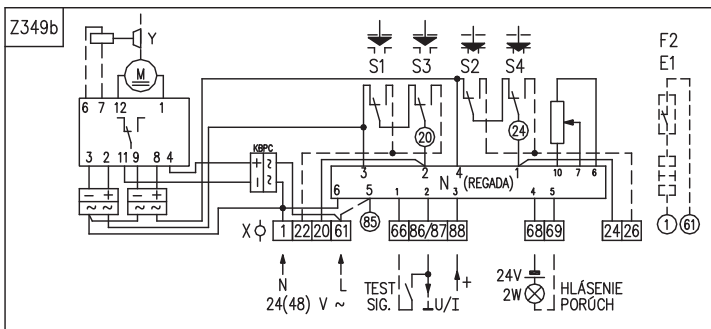 Z349b
Y
M
6 7 12 1
3 2 11 9 8 4
− + − +
~ ~ ~ ~
KBPC
+ ~
− ~
S1 S3 S2 S4
20 24
3 2 4 1 10 7 6
N (REGADA)
6 5 1 2 3 4 5
85
X 1 22 20 61 66 86/87 88 68 69 24 26
N L
24(48) V ~
TEST
SIG.
⊥U/I
+
24V
2W
HLÁSENIE
PORÚCH
F2
E1
1 61